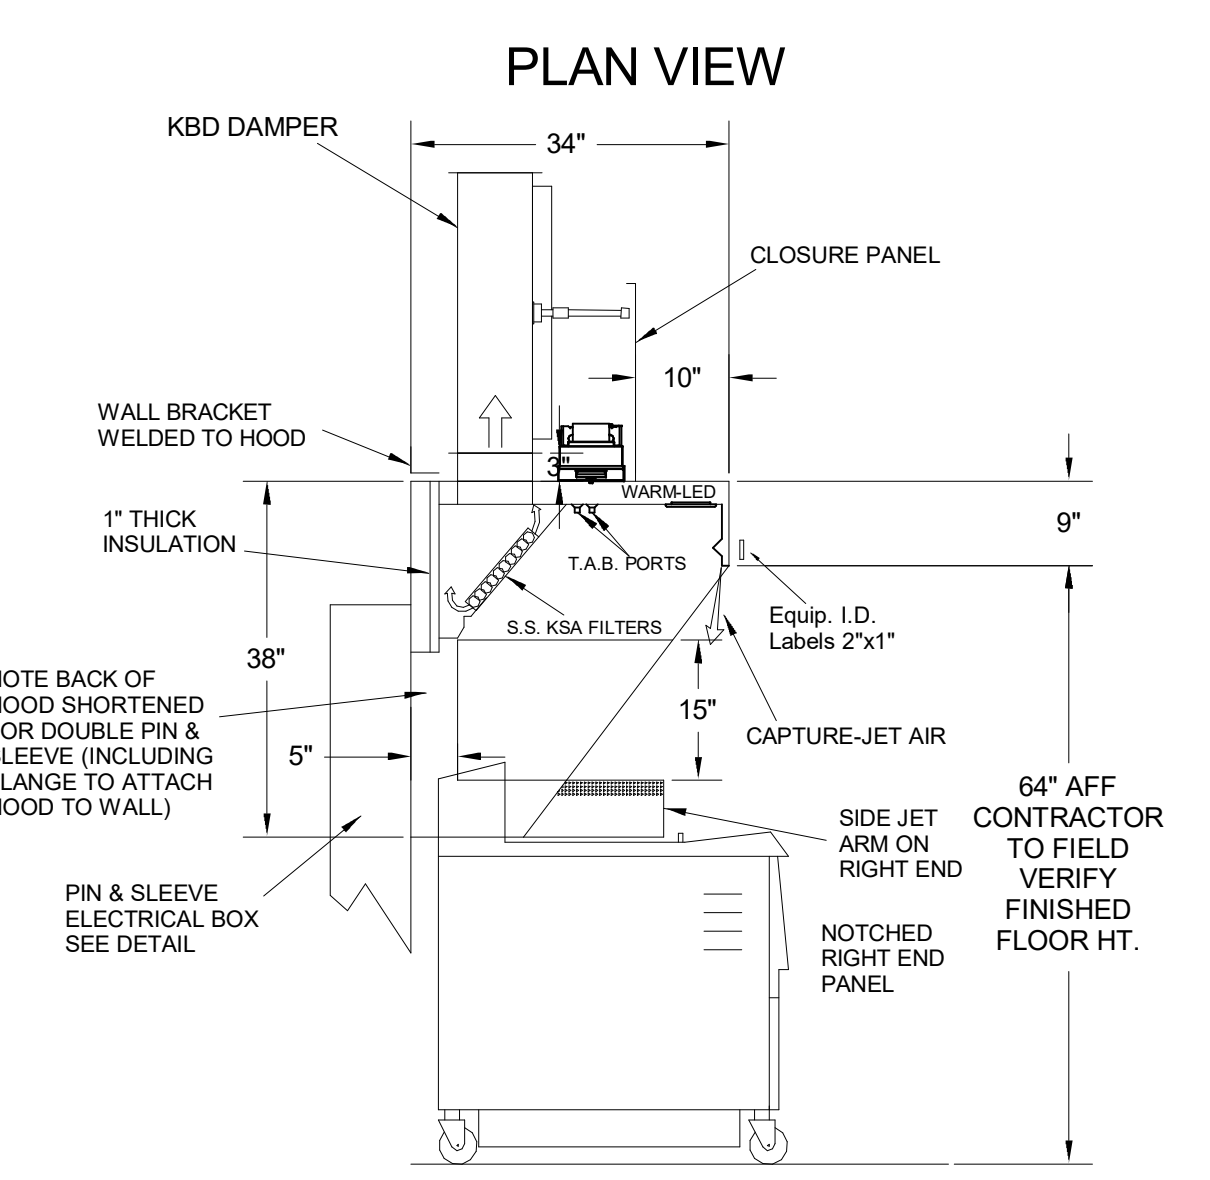 PLAN VIEW
KBD DAMPER
34"
CLOSURE PANEL
10"
WALL BRACKET
WELDED TO HOOD
3"
WARM-LED
9"
1" THICK
INSULATION
T.A.B. PORTS
Equip. I.D.
Labels 2"x1"
S.S. KSA FILTERS
38"
OTE BACK OF
OOD SHORTENED
OR DOUBLE PIN &
LEEVE (INCLUDING
LANGE TO ATTACH
OOD TO WALL)
15"
5"
CAPTURE-JET AIR
64" AFF
CONTRACTOR
TO FIELD
VERIFY
FINISHED
FLOOR HT.
SIDE JET
ARM ON
RIGHT END
PIN & SLEEVE
ELECTRICAL BOX
SEE DETAIL
NOTCHED
RIGHT END
PANEL